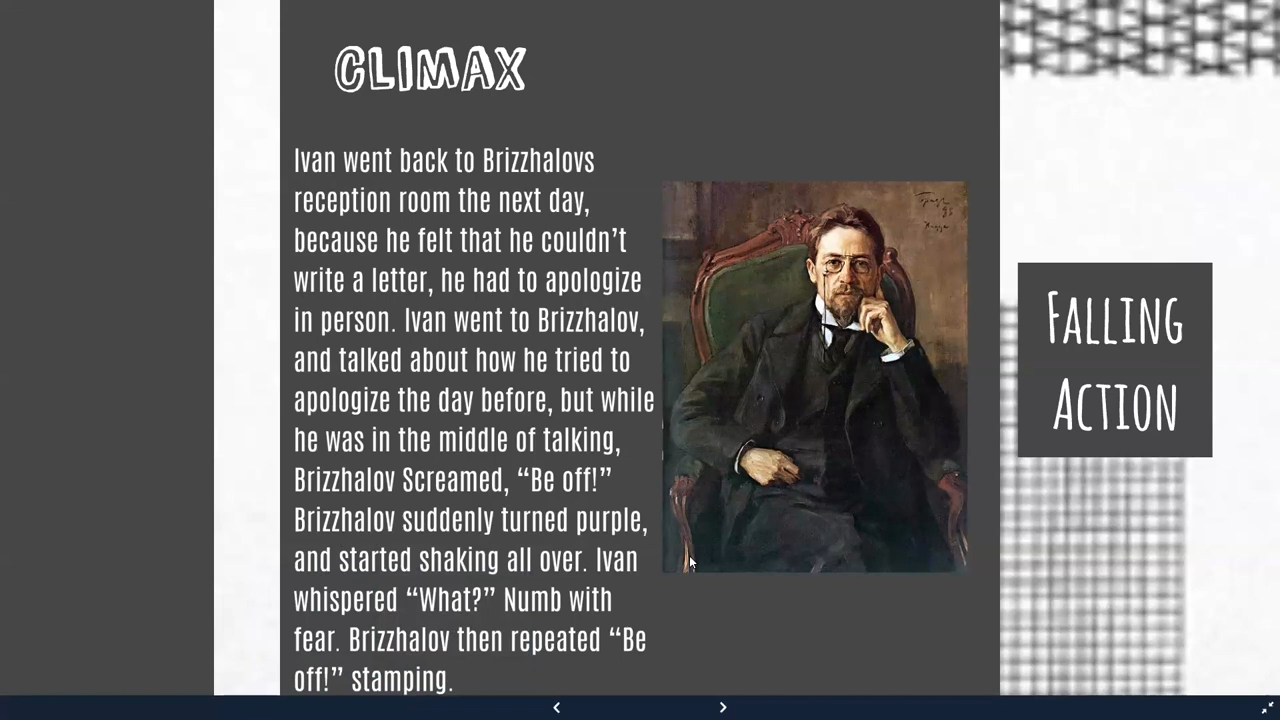 CLIMAX
Ivan went back to Brizzhalovs
reception room the next day,
because he felt that he couldn’t
write a letter, he had to apologize
in person. Ivan went to Brizzhalov,
and talked about how he tried to
apologize the day before, but while
he was in the middle of talking,
Brizzhalov Screamed, “Be off!”
Brizzhalov suddenly turned purple,
and started shaking all over. Ivan
whispered “What?” Numb with
fear. Brizzhalov then repeated “Be
off!” stamping.
FALLING
ACTION